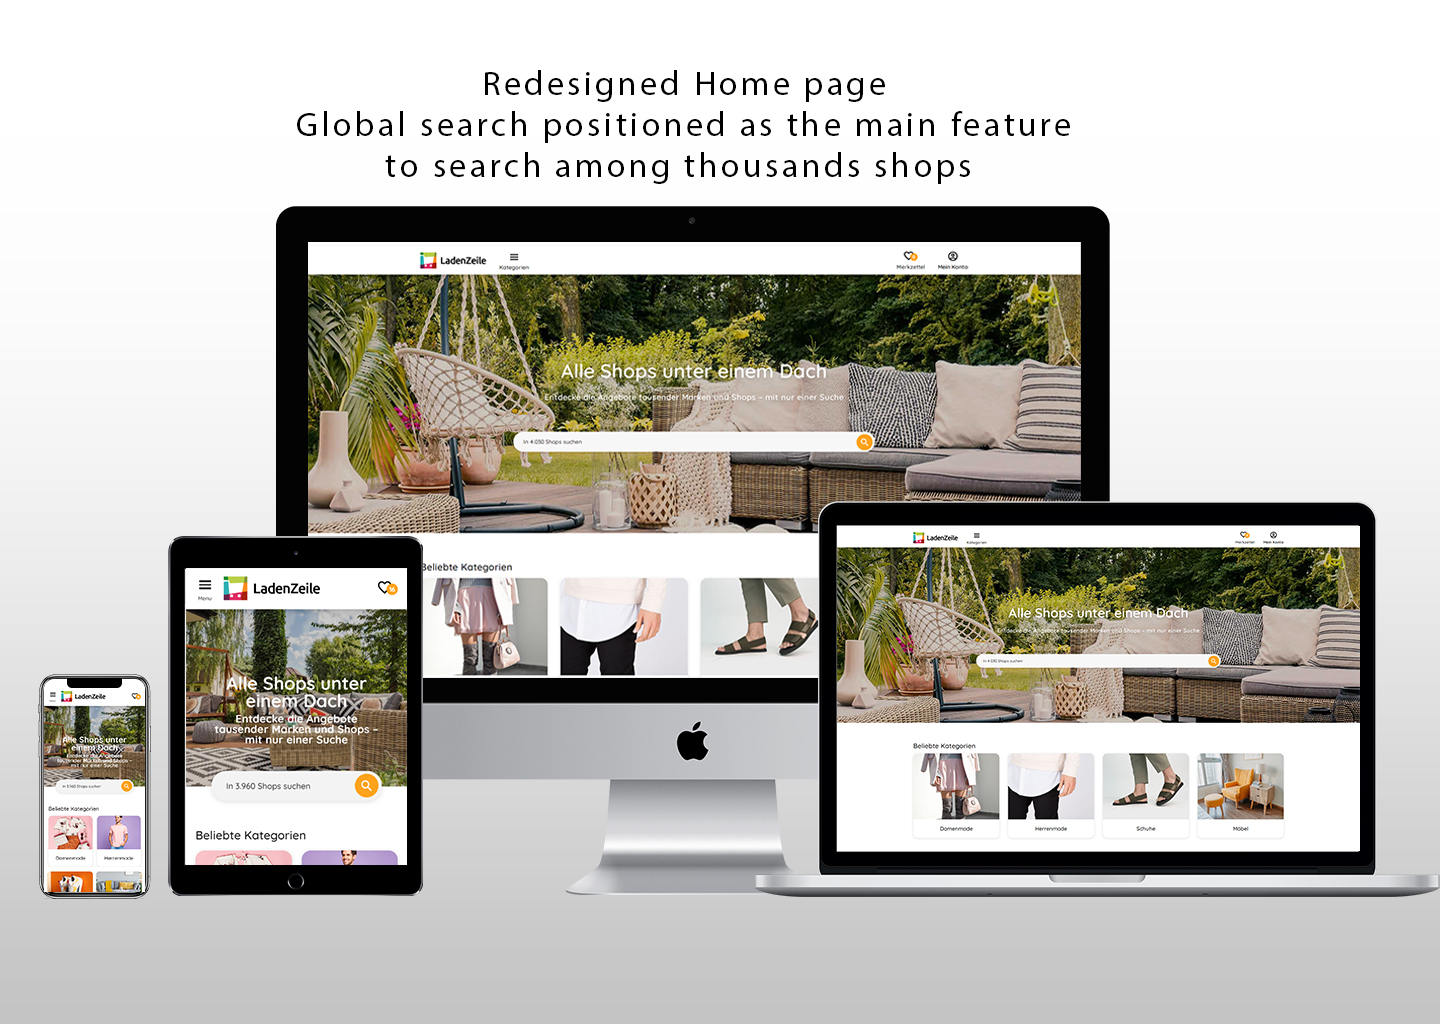 Redesigned Home page
Global search positioned as the main feature
to search among thousands shops
LadenZeile
Kategorien
Merkzettel
Mein Konto
Alle Shops unter einem Dach
Entdecke die Angebote tausender Marken und Shops – mit nur einer Suche
In 4.030 Shops suchen
Beliebte Kategorien
Menu
LadenZeile
Alle Shops unter
einem Dach
Entdecke die Angebote
tausender Marken und Shops –
mit nur einer Suche
In 3.960 Shops suchen
Beliebte Kategorien
LadenZeile
Alle Shops unter
einem Dach
Entdecke die Angebote
tausender Marken und Shops –
mit nur einer Suche
In 3.960 Shops suchen
Beliebte Kategorien
Damenmode
Herrenmode
LadenZeile
Kategorien
Merkzettel
Mein Konto
Alle Shops unter einem Dach
Entdecke die Angebote tausender Marken und Shops – mit nur einer Suche
In 4.030 Shops suchen
Beliebte Kategorien
Damenmode
Herrenmode
Schuhe
Möbel